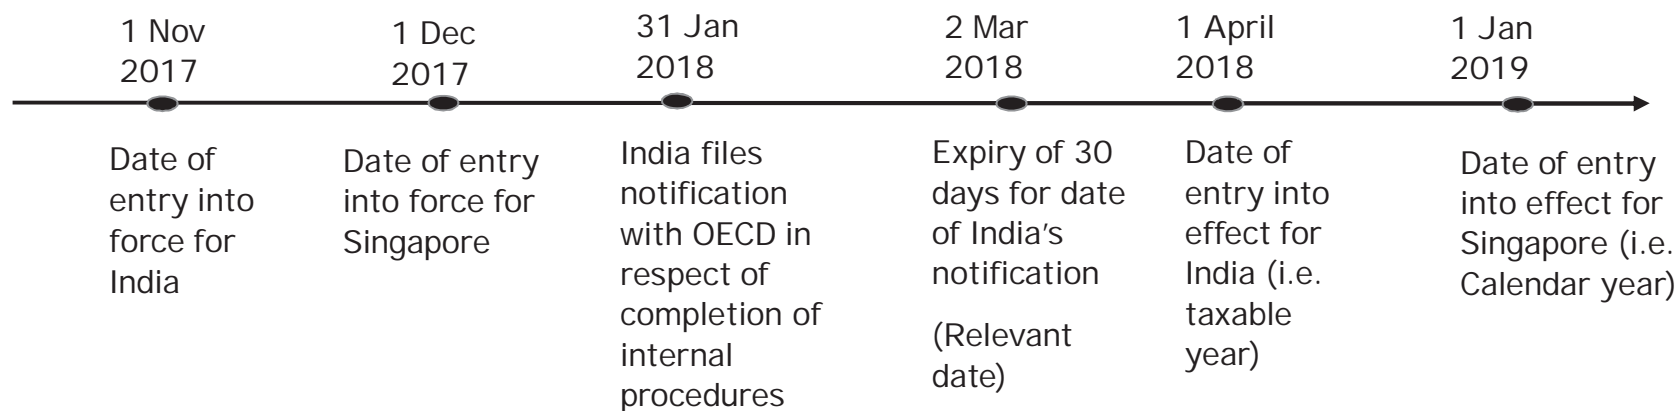 1 Nov
2017
1 Dec
2017
31 Jan
2018
2 Mar
2018
1 April
2018
1 Jan
2019
Date of
entry into
force for
India
Date of entry
into force for
Singapore
India files
notification
with OECD in
respect of
completion of
internal
procedures
Expiry of 30
days for date
of India's
notification
(Relevant
date)
Date of
entry into
effect for
India (i.e.
taxable
year)
Date of entry
into effect for
Singapore (i.e.
Calendar year)